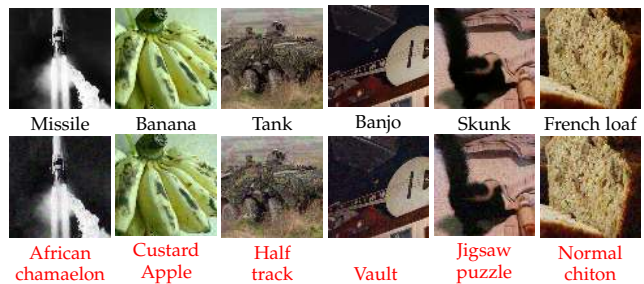 Missile Banana Tank Banjo Skunk French loaf
African Custard Half Jigsaw Normal
chamaelon Apple track Vault puzzle chiton